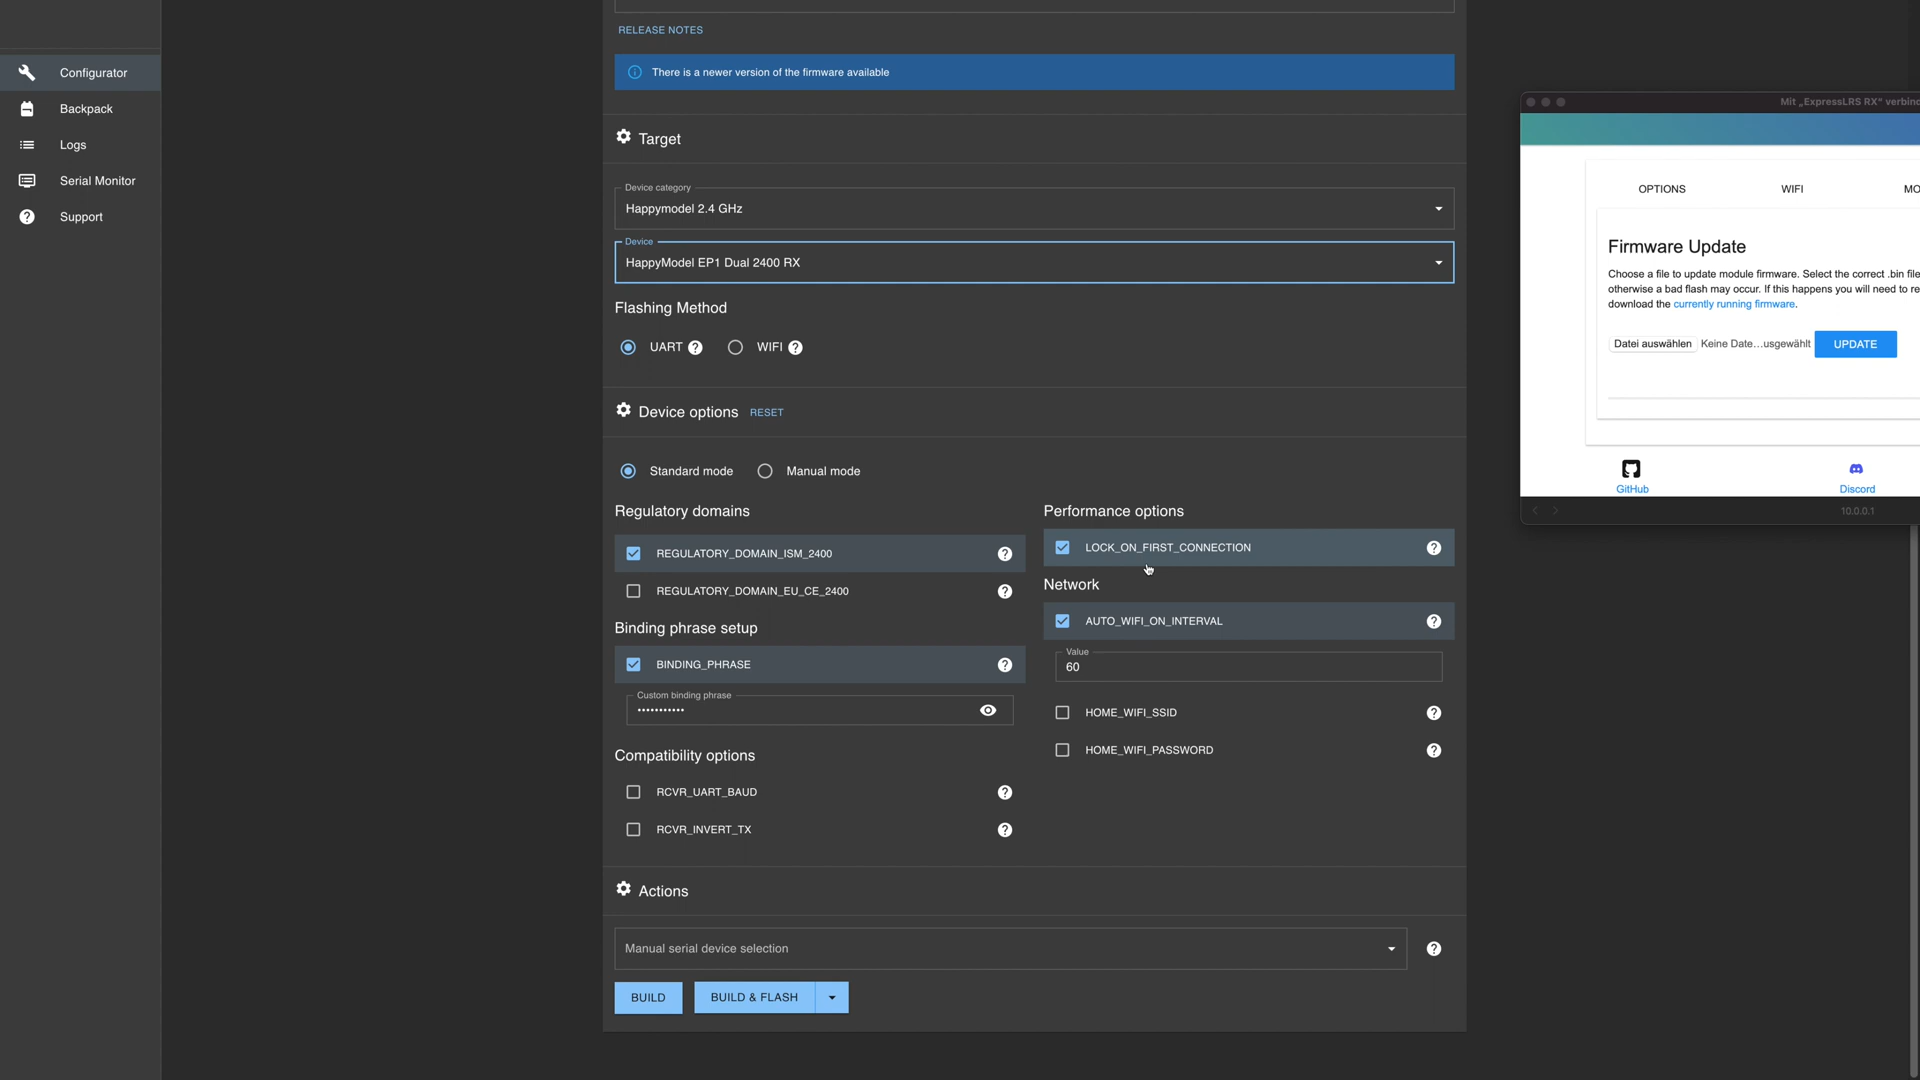 RELEASE NOTES
There is a newer version of the firmware available
Configurator
Backpack
Logs
Serial Monitor
Support
Target
Device category
Happymodel 2.4 GHz
Device
HappyModel EP1 Dual 2400 RX
Flashing Method
UART ? WIFI ?
Device options RESET
Standard mode Manual mode
Regulatory domains
REGULATORY_DOMAIN_ISM_2400 ?
REGULATORY_DOMAIN_EU_CE_2400 ?
Binding phrase setup
BINDING_PHRASE ?
Custom binding phrase
•••••••••••
Compatibility options
RCVR_UART_BAUD ?
RCVR_INVERT_TX ?
Performance options
LOCK_ON_FIRST_CONNECTION ?
Network
AUTO_WIFI_ON_INTERVAL ?
Value
60
HOME_WIFI_SSID ?
HOME_WIFI_PASSWORD ?
Actions
Manual serial device selection ?
BUILD BUILD & FLASH
Mit „ExpressLRS RX“
OPTIONS WIFI
Firmware Update
Choose a file to update module firmware. Select the correct .bin file
otherwise a bad flash may occur. If this happens you will need to
download the currently running firmware.
Datei auswählen Keine Date...usgewählt UPDATE
GitHub Discord
10.0.0.1